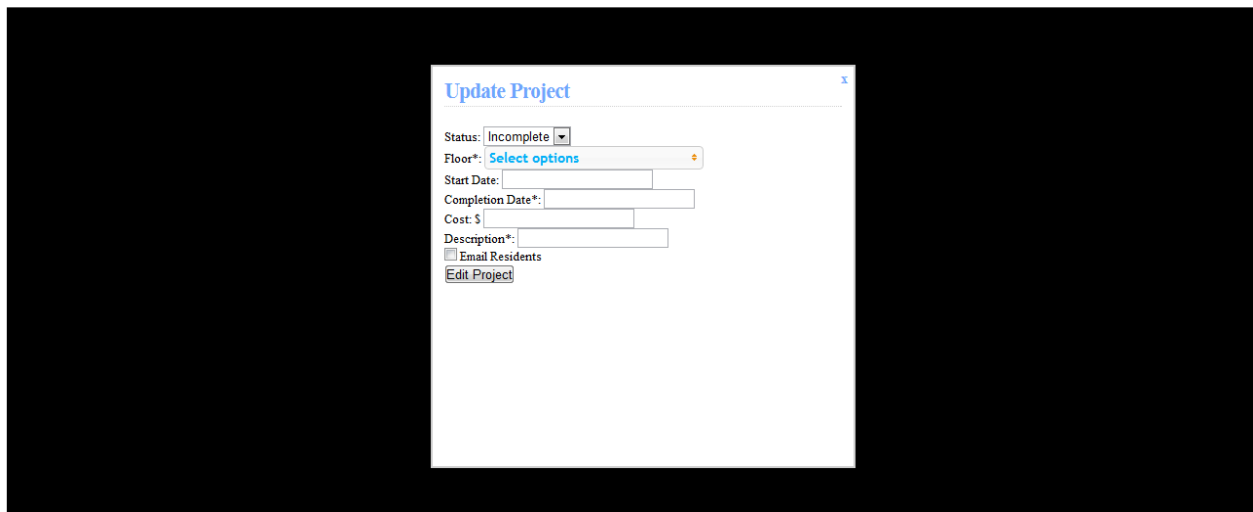 x
Update Project
Status: Incomplete
Floor*: Select options
Start Date:
Completion Date*:
Cost: $
Description*:
Email Residents
Edit Project